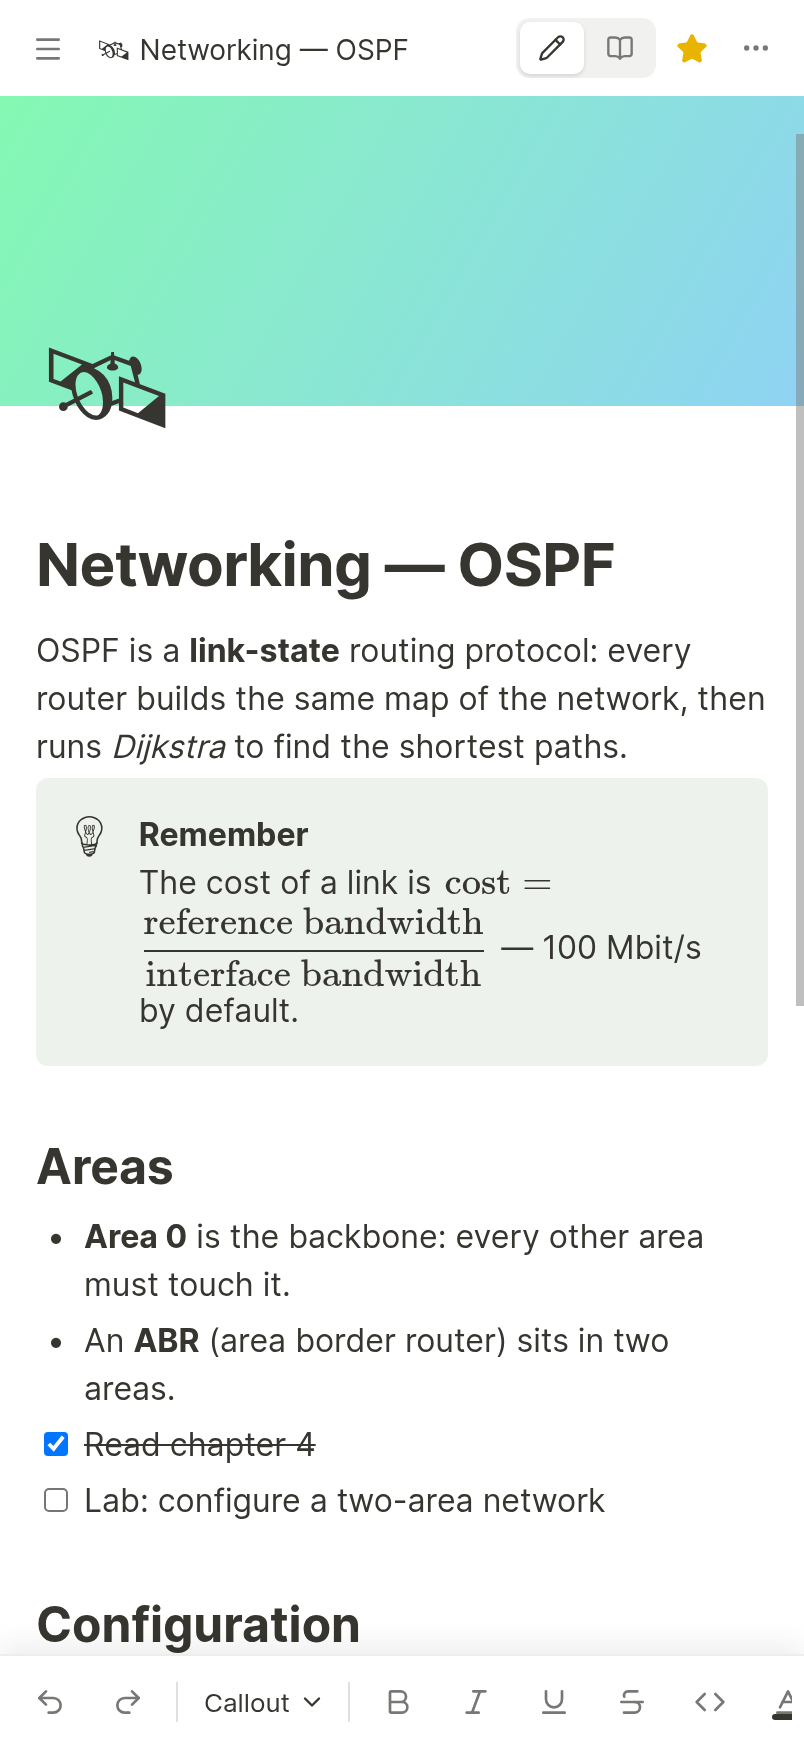 Networking — OSPF
Networking — OSPF
OSPF is a link-state routing protocol: every
router builds the same map of the network, then
runs Dijkstra to find the shortest paths.
Remember
The cost of a link is cost =
reference bandwidth
interface bandwidth
— 100 Mbit/s
by default.
Areas
• Area 0 is the backbone: every other area
must touch it.
• An ABR (area border router) sits in two
areas.
Read chapter 4
Lab: configure a two-area network
Configuration
Callout
B I U S <> A